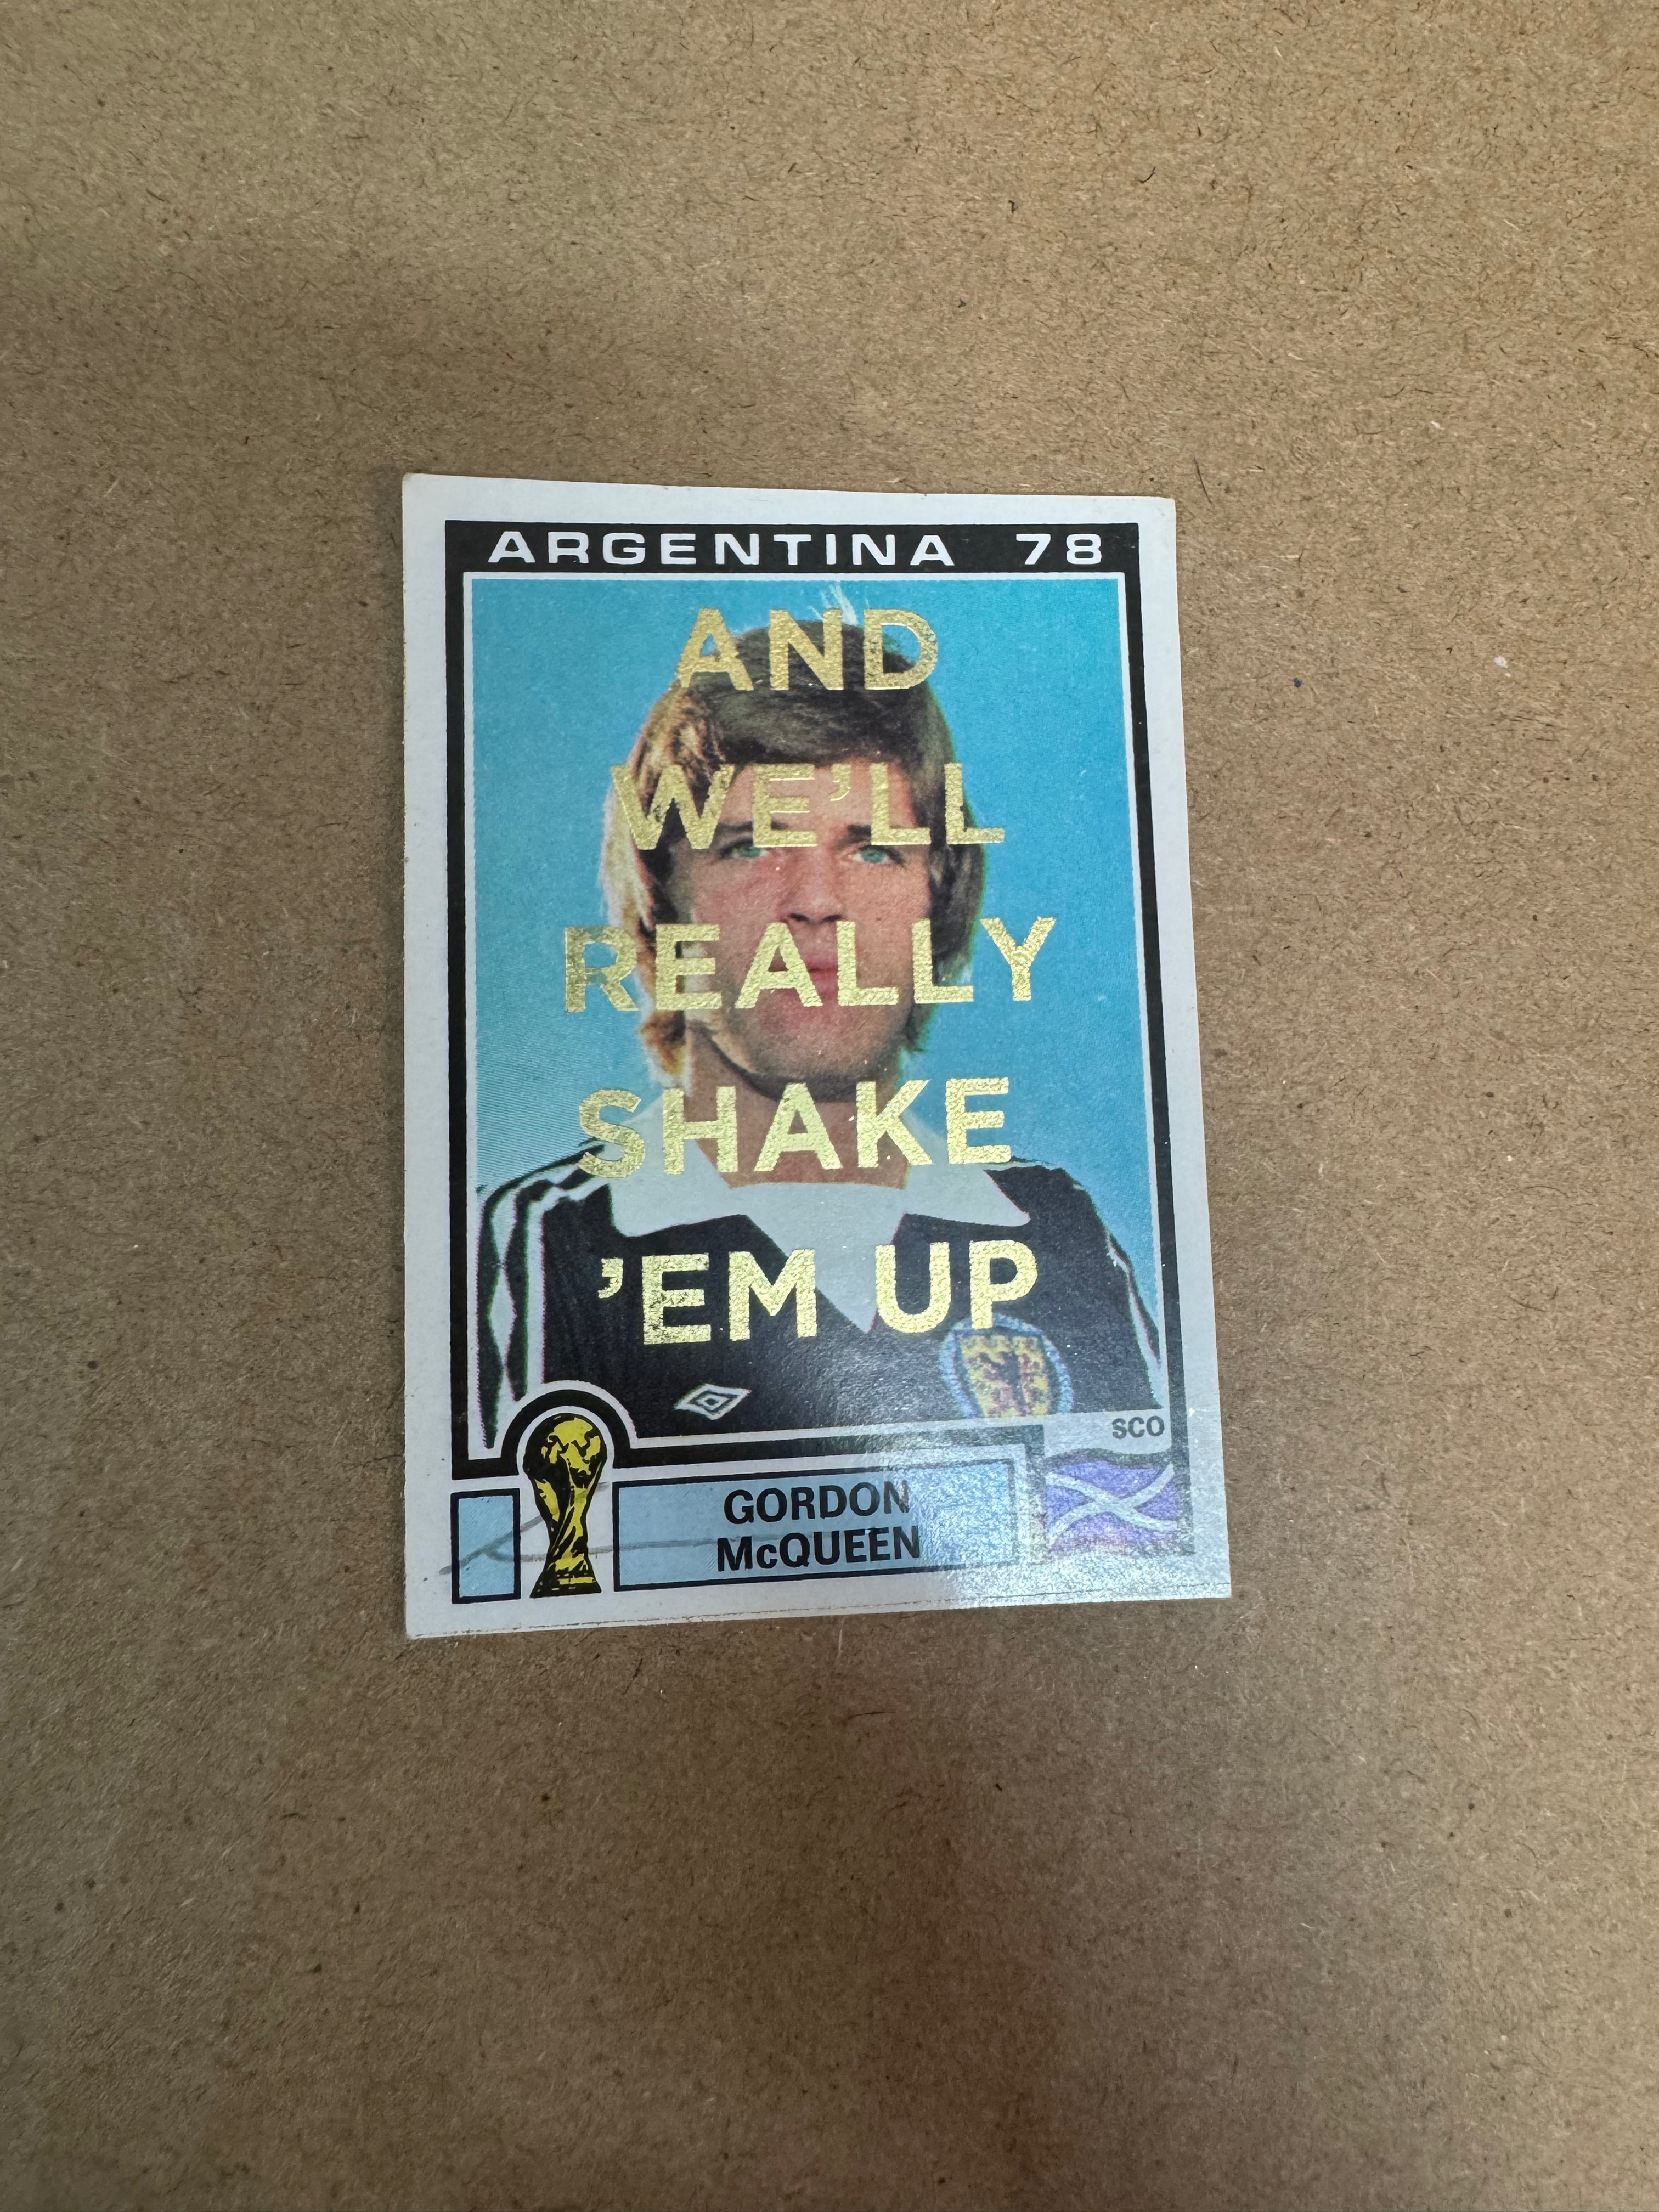 ARGENTINA 78
AND
WE'LL
REALLY
SHAKE
'EM UP
SCO
GORDON
McQUEEN